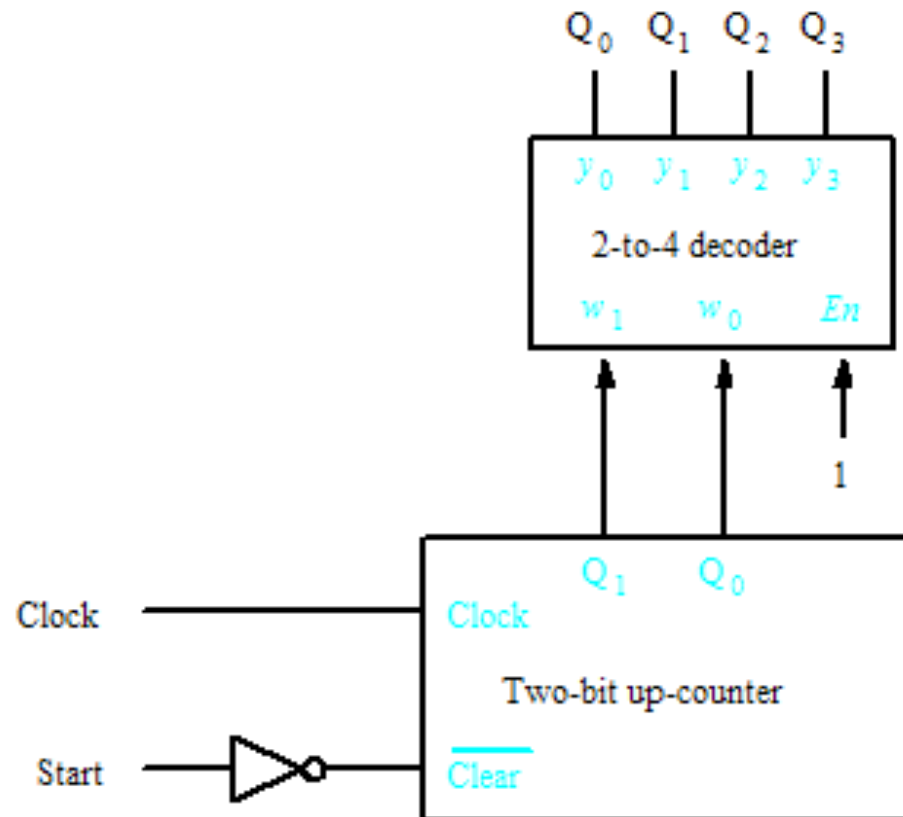 Q0 Q1 Q2 Q3
y0 y1 y2 y3
2-to-4 decoder
w1 w0 En
1
Q1 Q0
Clock Clock
Two-bit up-counter
Start Clear